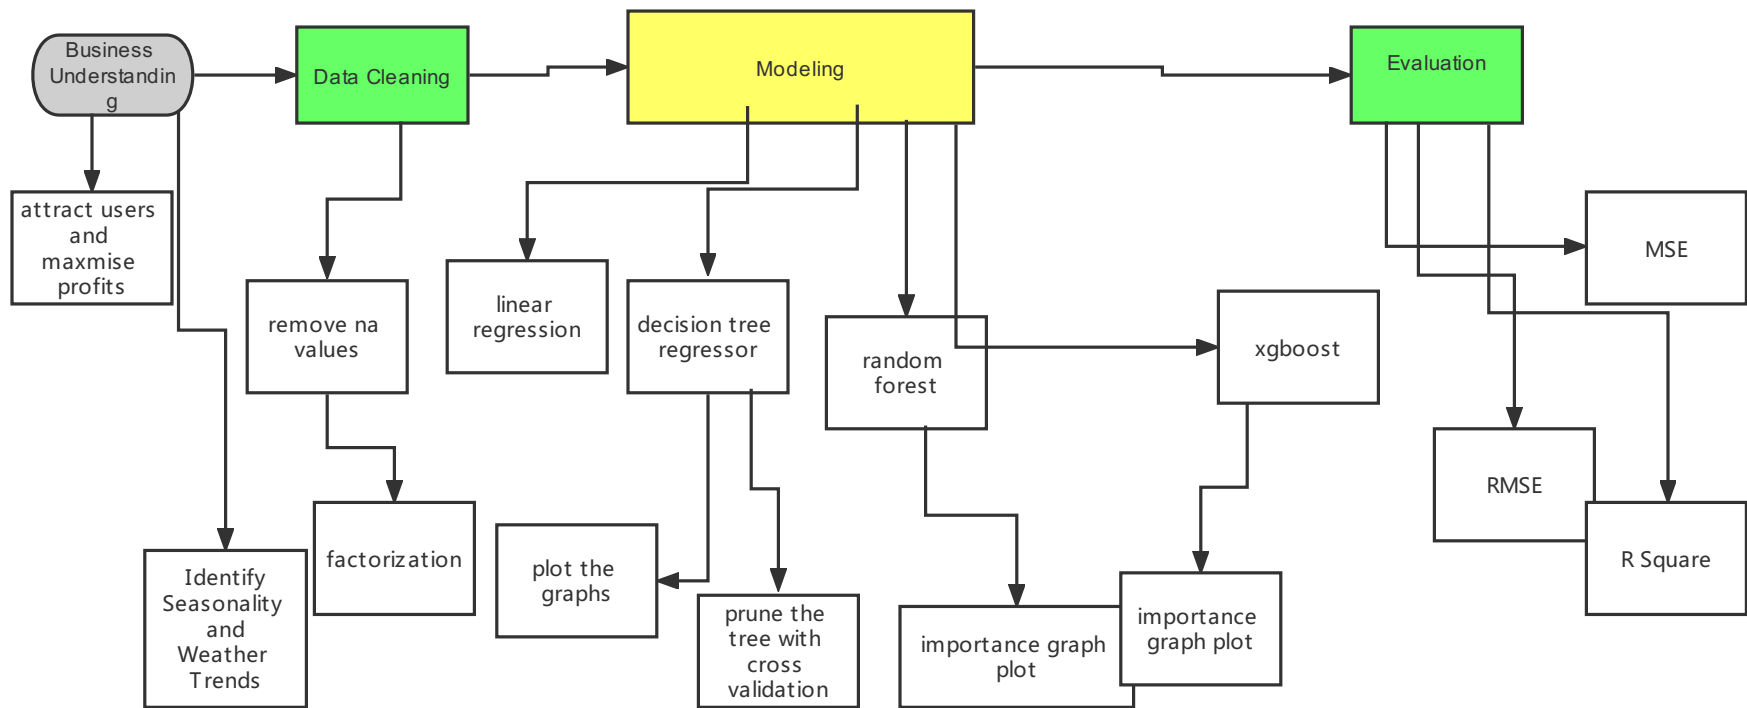 Business
Understandin
g
Data Cleaning
Modeling
Evaluation
attract users
and
maxmise
profits
remove na
values
linear
regression
decision tree
regressor
random
forest
xgboost
MSE
RMSE
R Square
factorization
Identify
Seasonality
and
Weather
Trends
plot the
graphs
prune the
tree with
cross
validation
importance graph
plot
importance
graph plot